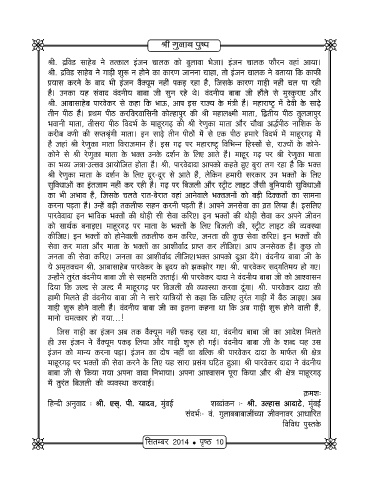 श्री गुनाथ पुष्प
श्री. द्रविड साहेब ने तत्काल इंजन चालक को बुलावा भेजा। इंजन चालक फौरन वहां आया।
श्री. द्रविड साहेब ने गाड़ी शुरू न होने का कारण जानना चाहा, तो इंजन चालक ने बताया कि काफी
प्रयास करने के बाद भी इंजन वैक्यूम नहीं पकड़ रहा है, जिसके कारण गाड़ी नहीं चल पा रही
है। उनका यह संवाद वंदनीय बाबा जी सुन रहे थे। वंदनीय बाबा जी हौले से मुस्कुराए और
श्री. आबासाहेब पारवेकर से कहा कि भाऊ, आप इस राज्य के मंत्री हैं। महाराष्ट्र में देवी के साढ़े
तीन पीठ हैं। प्रथम पीठ करविरवासिनी कोल्हापुर की श्री महालक्ष्मी माता, द्वितीय पीठ तुलजापुर
भवानी माता, तीसरा पीठ विदर्भ के माहुरगढ़ की श्री रेणुका माता और चौथा अर्द्धपीठ नाशिक के
करीब वणी की सप्तश्रृंगी माता। इन साढ़े तीन पीठों में से एक पीठ हमारे विदर्भ में माहुरगढ़ में
है जहां श्री रेणुका माता विराजमान हैं। इस गढ़ पर महाराष्ट्र विभिन्न हिस्सों से, राज्यों के कोने-
कोने से श्री रेणुका माता के भक्त उनके दर्शन के लिए आते हैं। माहूर गढ़ पर श्री रेणुका माता
का भव्य जत्रा-उत्सव आयोजित होता है। श्री. पारवेदादा आपको कहते हुए बुरा लग रहा है कि भक्त
श्री रेणुका माता के दर्शन के लिए दूर-दूर से आते हैं, लेकिन हमारी सरकार उन भक्तों के लिए
सुविधाओं का इंतजाम नहीं कर रही है। गढ़ पर बिजली और स्ट्रीट लाइट जैसी बुनियादी सुविधाओं
का भी अभाव है, जिसके चलते रात-बेरात वहां आनेवाले भक्तजनों को बड़ी दिक्कतों का सामना
करना पड़ता है। उन्हें बड़ी तकलीफ सहन करनी पड़ती है। आपने जनसेवा का व्रत लिया है। इसलिए
पारवेदादा इन भाविक भक्तों की थोड़ी सी सेवा करिए। इन भक्तों की थोड़ी सेवा कर अपने जीवन
को सार्थक बनाइए। माहूरगढ़ पर माता के भक्तों के लिए बिजली की, स्ट्रीट लाइट की व्यवस्था
कीजिए। इन भक्तों को होनेवाली तकलीफ कम करिए, जनता की कुछ सेवा करिए। इन भक्तों की
सेवा कर माता और माता के भक्तों का आशीर्वाद प्राप्त कर लीजिए। आप जनसेवक हैं। कुछ तो
जनता की सेवा करिए। जनता का आशीर्वाद लीजिए।भक्त आपको दुआ देंगे। वंदनीय बाबा जी के
ये अमृतवचन श्री. आबासाहेब पारवेकर के हृदय को झकझोर गए। श्री. पारवेकर सद्गतिमय हो गए।
उन्होंने तुरंत वंदनीय बाबा जी से सहमति जताई। श्री पारवेकर दादा ने वंदनीय बाबा जी को आश्वासन
दिया कि जल्द से जल्द मैं माहूरगढ़ पर बिजली की व्यवस्था करवा दूंगा। श्री. पारवेकर दादा की
हामी मिलते ही वंदनीय बाबा जी ने सारे यात्रियों से कहा कि चलिए तुरंत गाड़ी में बैठ जाइए। अब
गाड़ी शुरू होने वाली है। वंदनीय बाबा जी का इतना कहना था कि अब गाड़ी शुरू होने वाली है,
मानो चमत्कार हो गया...!
जिस गाड़ी का इंजन अब तक वैक्यूम नहीं पकड़ रहा था, वंदनीय बाबा जी का आदेश मिलते
ही उस इंजन ने वैक्यूम पकड़ लिया और गाड़ी शुरू हो गई। वंदनीय बाबा जी के शब्द यह उस
इंजन को मान्य करना पड़ा। इंजन का दोष नहीं था बल्कि श्री पारवेकर दादा के मार्फत श्री क्षेत्र
माहूरगढ़ पर भक्तों की सेवा करने के लिए यह सारा प्रसंग घटित हुआ। श्री पारवेकर दादा ने वंदनीय
बाबा जी से किया गया अपना वादा निभाया। अपना आश्वासन पूरा किया और श्री क्षेत्र माहूरगढ़
में तुरंत बिजली की व्यवस्था करवाई।
क्रमशः
हिन्दी अनुवाद : श्री. एस्. पी. यादव, मुंबई शब्दांकन :- श्री. उल्हास आदाटे, मुंबई
संदर्भः- वं. गुलाबबाबाजींच्या जीवनावर आधारित
विविध पुस्तके
सितम्बर 2014 • पृष्ठ 10